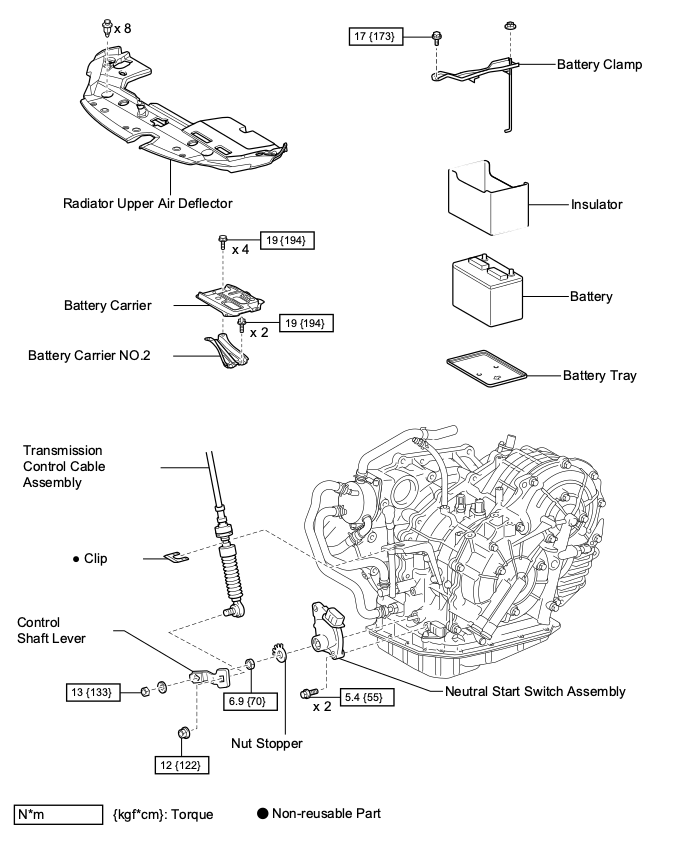 x 8
17 {173}
Battery Clamp
Radiator Upper Air Deflector
Insulator
19 {194}
x 4
Battery Carrier
Battery
19 {194}
x 2
Battery Carrier NO.2
Battery Tray
Transmission
Control Cable
Assembly
● Clip
Control
Shaft Lever
13 {133}
6.9 {70}
5.4 {55}
x 2
Neutral Start Switch Assembly
Nut Stopper
12 {122}
N*m
{kgf*cm}: Torque
● Non-reusable Part